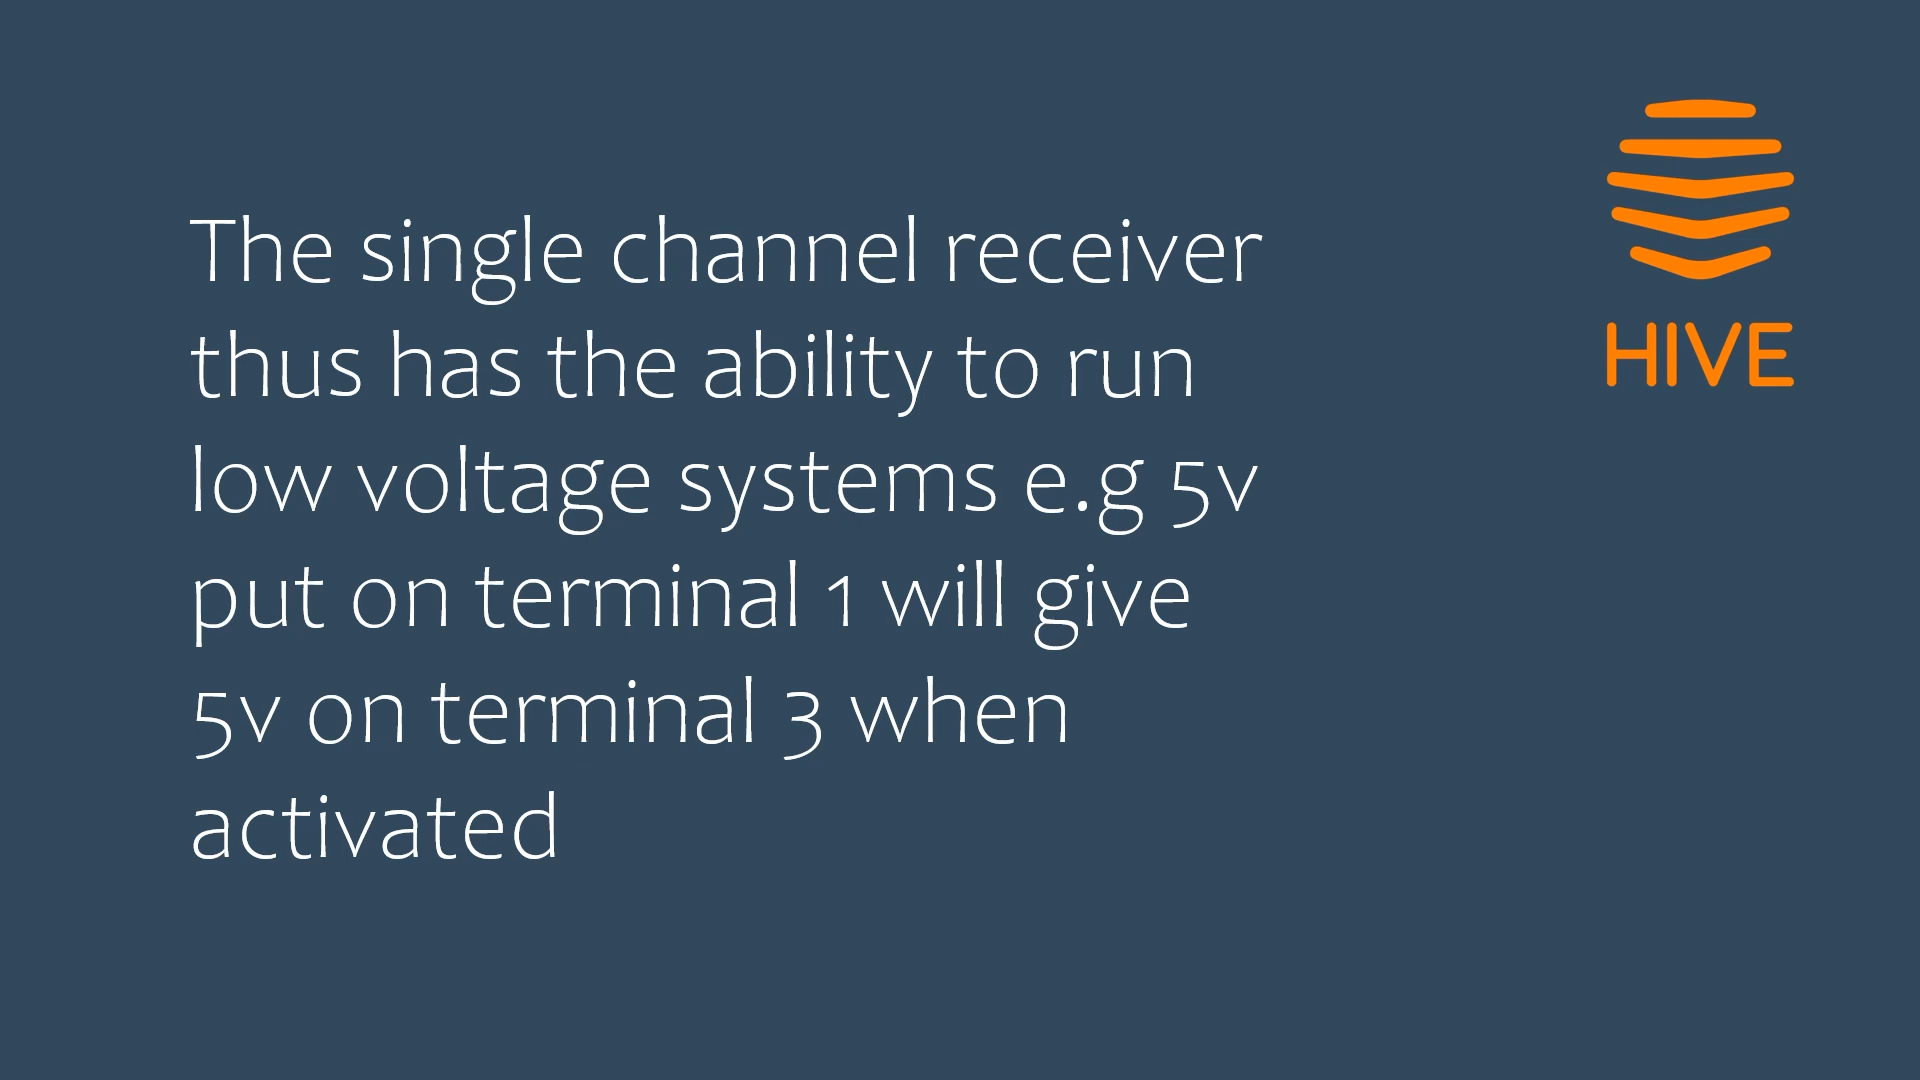 The single channel receiver
thus has the ability to run
low voltage systems e.g 5v
put on terminal 1 will give
5v on terminal 3 when
activated
HIVE